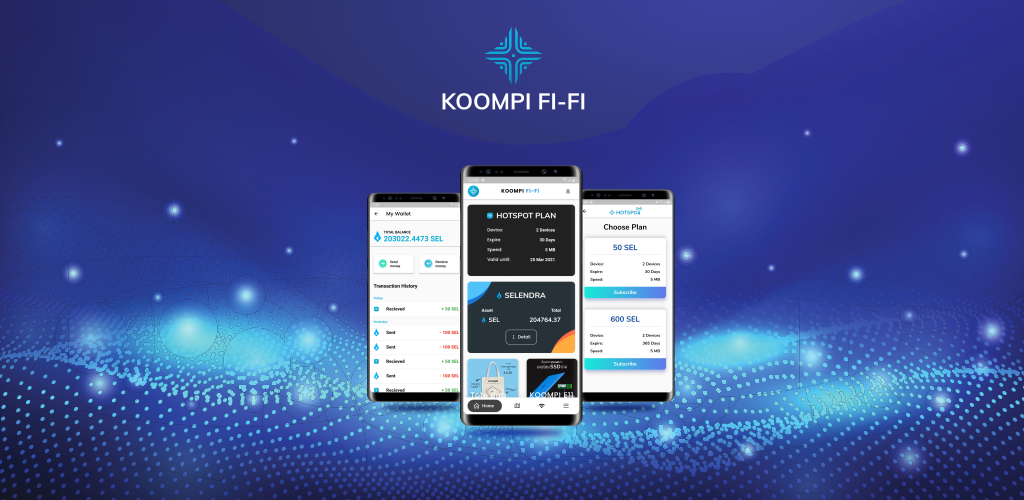 KOOMPI FI-FI
My Wallet
TOTAL BALANCE
203022.4473 SEL
Send
money
Receive
money
Transaction History
Today
Recieved + 50 SEL
Yesterday
Sent - 100 SEL
Sent - 100 SEL
Recieved + 50 SEL
Sent - 100 SEL
Recieved + 50 SEL
KOOMPI FI-FI
HOTSPOT PLAN
Device: 2 Devices
Expire: 30 Days
Speed: 5 MB
Valid until: 25 Mar 2021
SELENDRA
Asset Total
SEL 204764.37
Detail
KOOMPI E11
Home
HOTSPOT
Choose Plan
50 SEL
Device: 2 Devices
Expire: 30 Days
Speed: 5 MB
Subscribe
600 SEL
Device: 2 Devices
Expire: 365 Days
Speed: 5 MB
Subscribe